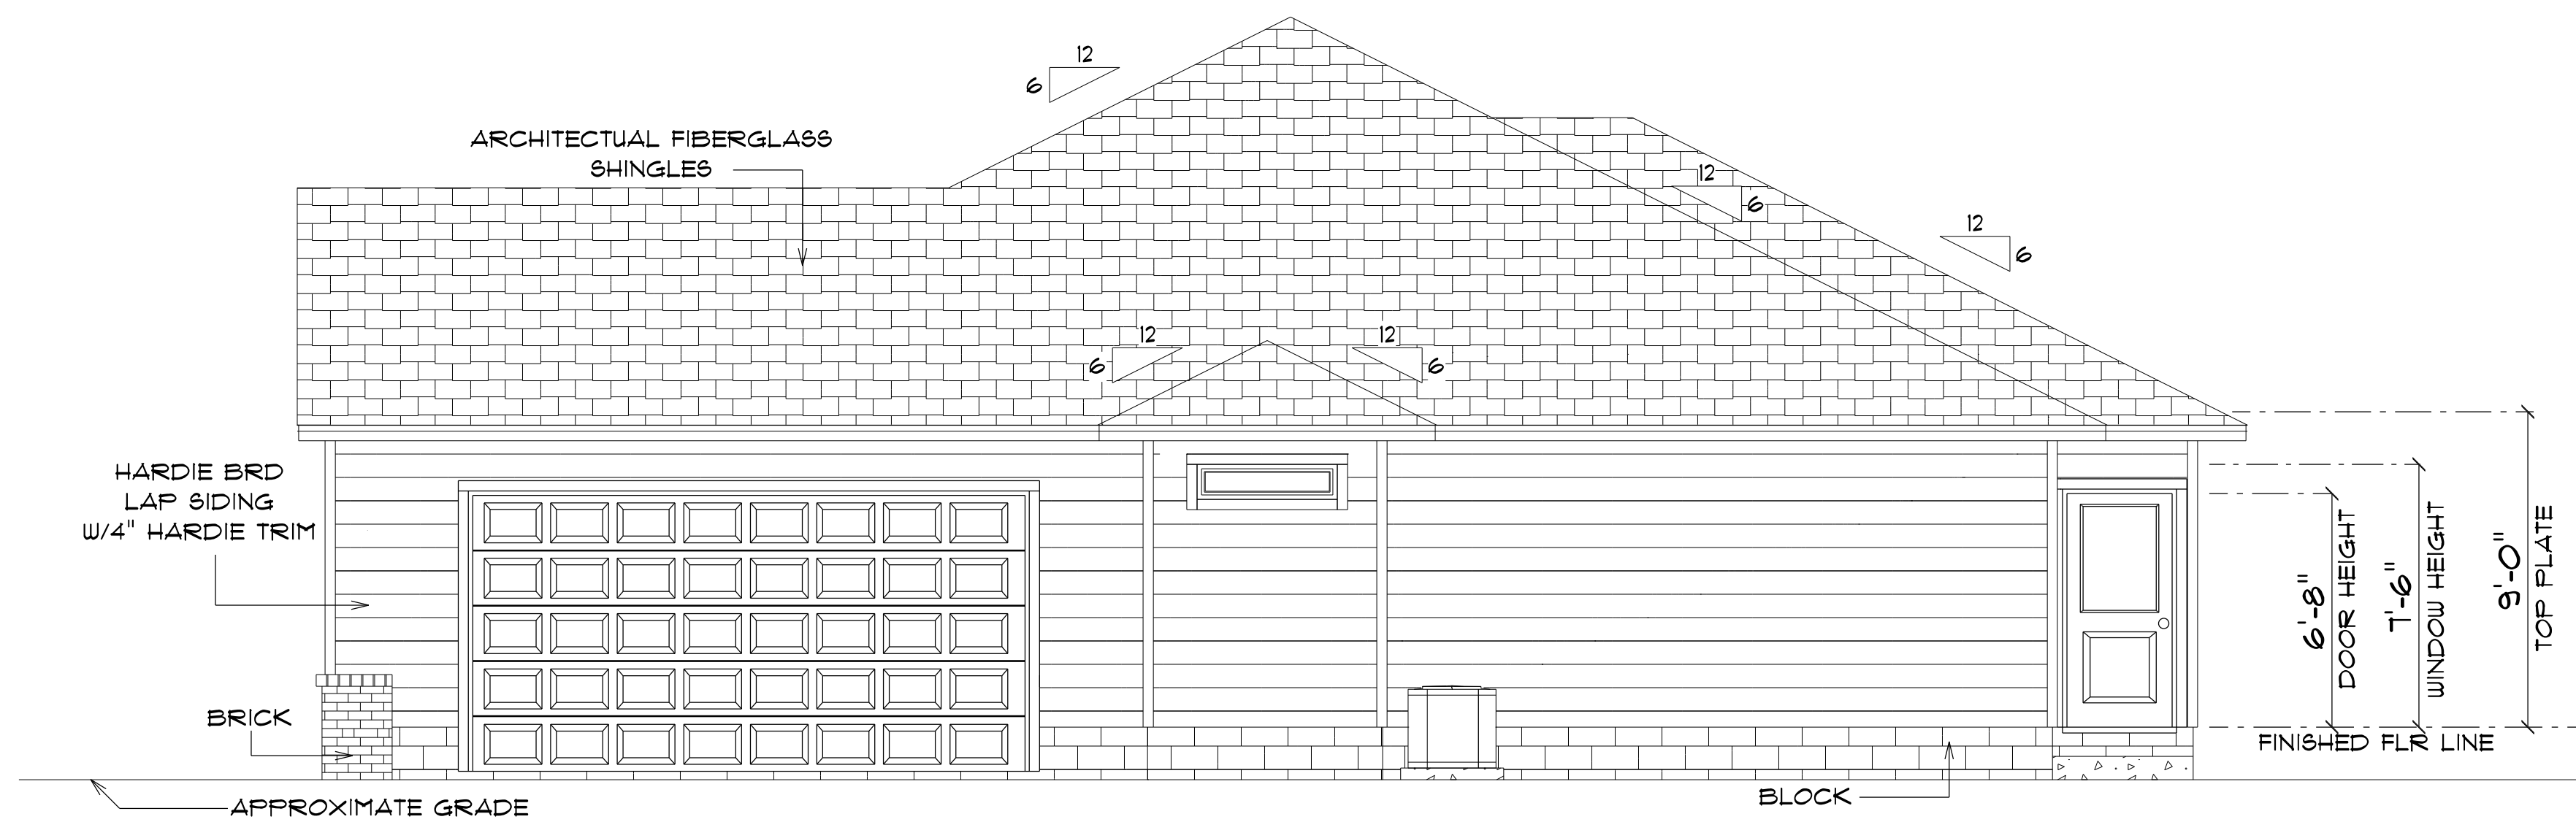 12
6
ARCHITECTUAL FIBERGLASS
SHINGLES
12
6
12
6
12
6
12
6
HARDIE BRD
LAP SIDING
W/4" HARDIE TRIM
6'-8"
DOOR HEIGHT
7'-6"
WINDOW HEIGHT
9'-0"
TOP PLATE
BRICK
FINISHED FLR LINE
BLOCK
APPROXIMATE GRADE